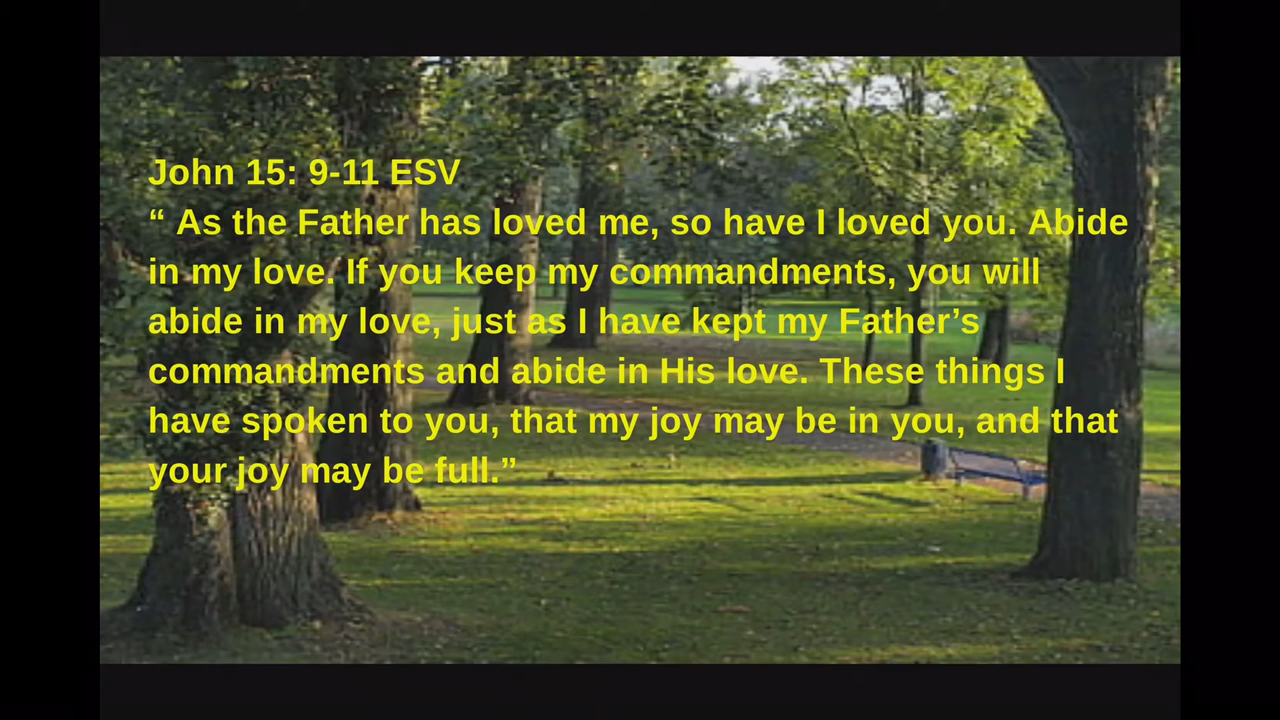 John 15: 9-11 ESV
“ As the Father has loved me, so have I loved you. Abide
in my love. If you keep my commandments, you will
abide in my love, just as I have kept my Father’s
commandments and abide in His love. These things I
have spoken to you, that my joy may be in you, and that
your joy may be full.”